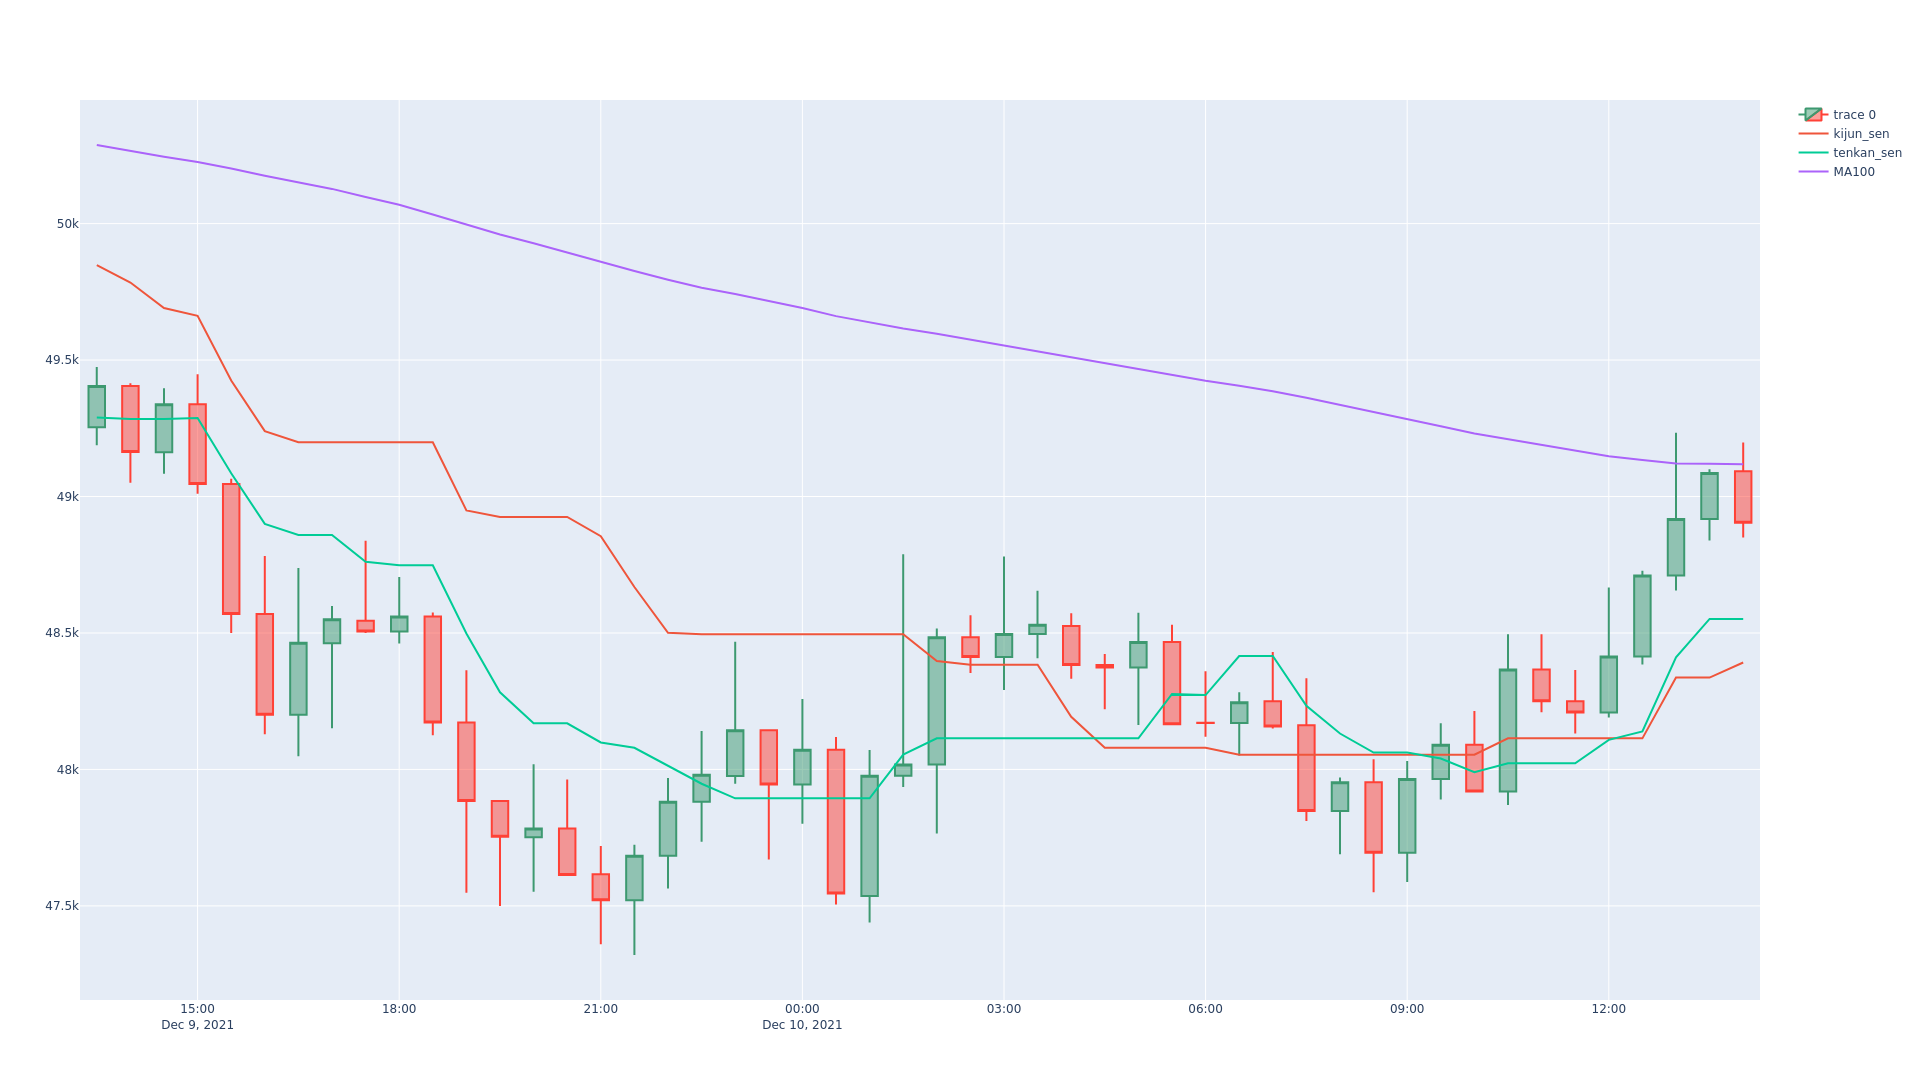 trace 0
kijun_sen
tenkan_sen
MA100
50k
49.5k
49k
48.5k
48k
47.5k
15:00
Dec 9, 2021
18:00
21:00
00:00
Dec 10, 2021
03:00
06:00
09:00
12:00